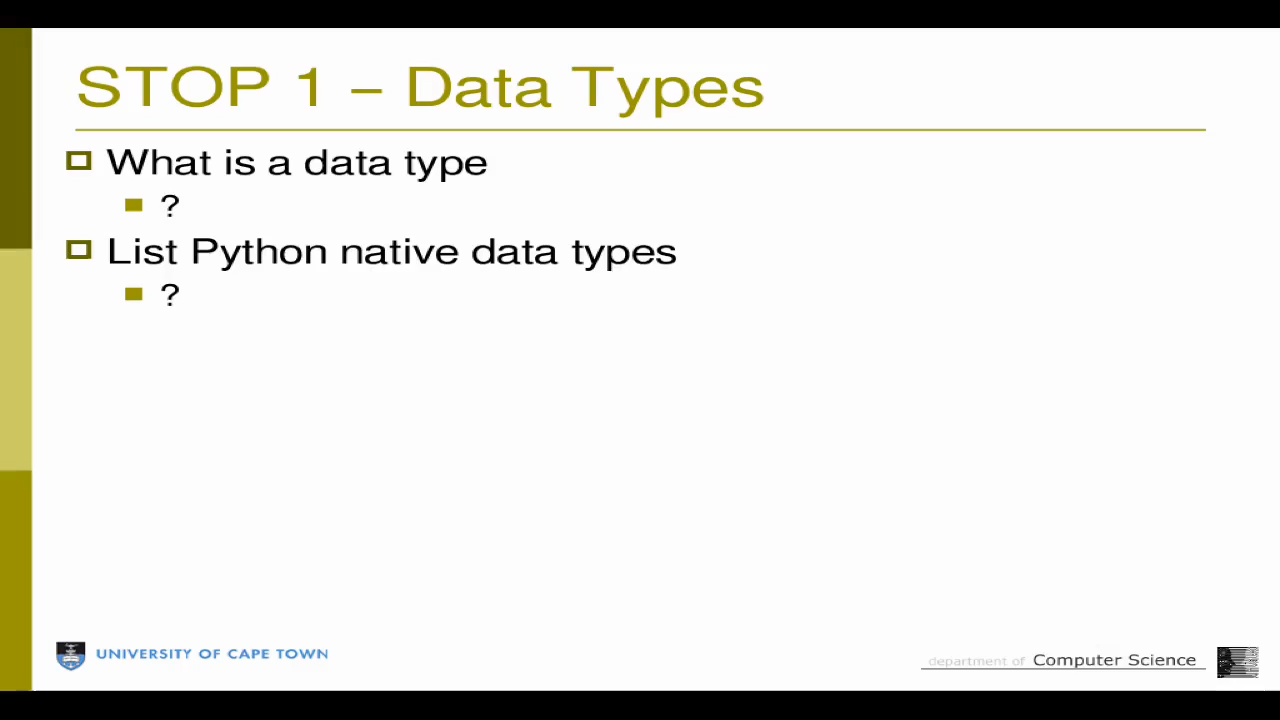 STOP 1 – Data Types
What is a data type
?
List Python native data types
?
UNIVERSITY OF CAPE TOWN
department of Computer Science